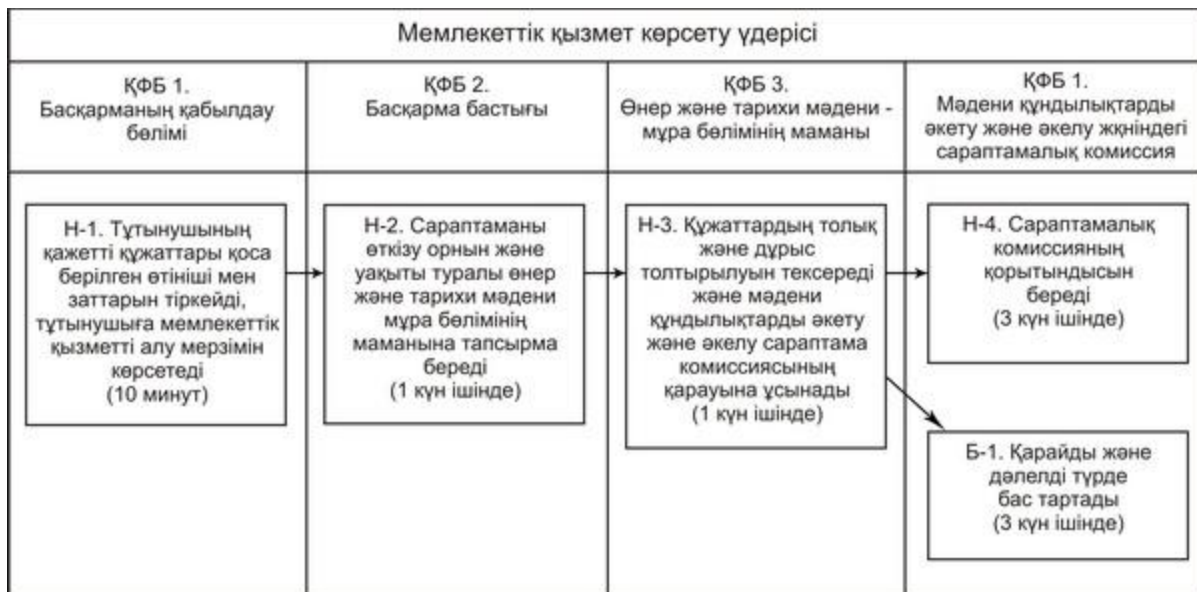 Мемлекеттік қызмет көрсету үдерісі
ҚФБ 1.
Басқарманың қабылдау
бөлімі
ҚФБ 2.
Басқарма бастығы
ҚФБ 3.
Өнер және тарихи мәдени -
мұра бөлімінің маманы
ҚФБ 1.
Мәдени құндылықтарды
әкету және әкелу жқніндегі
сараптамалық комиссия
Н-1. Тұтынушының
қажетті құжаттары қоса
берілген өтініші мен
заттарын тіркейді,
тұтынушыға мемлекеттік
қызметті алу мерзімін
көрсетеді
(10 минут)
Н-2. Сараптаманы
өткізу орнын және
уақыты туралы өнер
және тарихи мәдени
мұра бөлімінің
маманына тапсырма
береді
(1 күн ішінде)
Н-3. Құжаттардың толық
және дұрыс
толтырылуын тексереді
және мәдени
құндылықтарды әкету
және әкелу сараптама
комиссиясының
қарауына ұсынады
(1 күн ішінде)
Н-4. Сараптамалық
комиссияның
қорытындысын
береді
(3 күн ішінде)
Б-1. Қарайды және
дәлелді түрде
бас тартады
(3 күн ішінде)